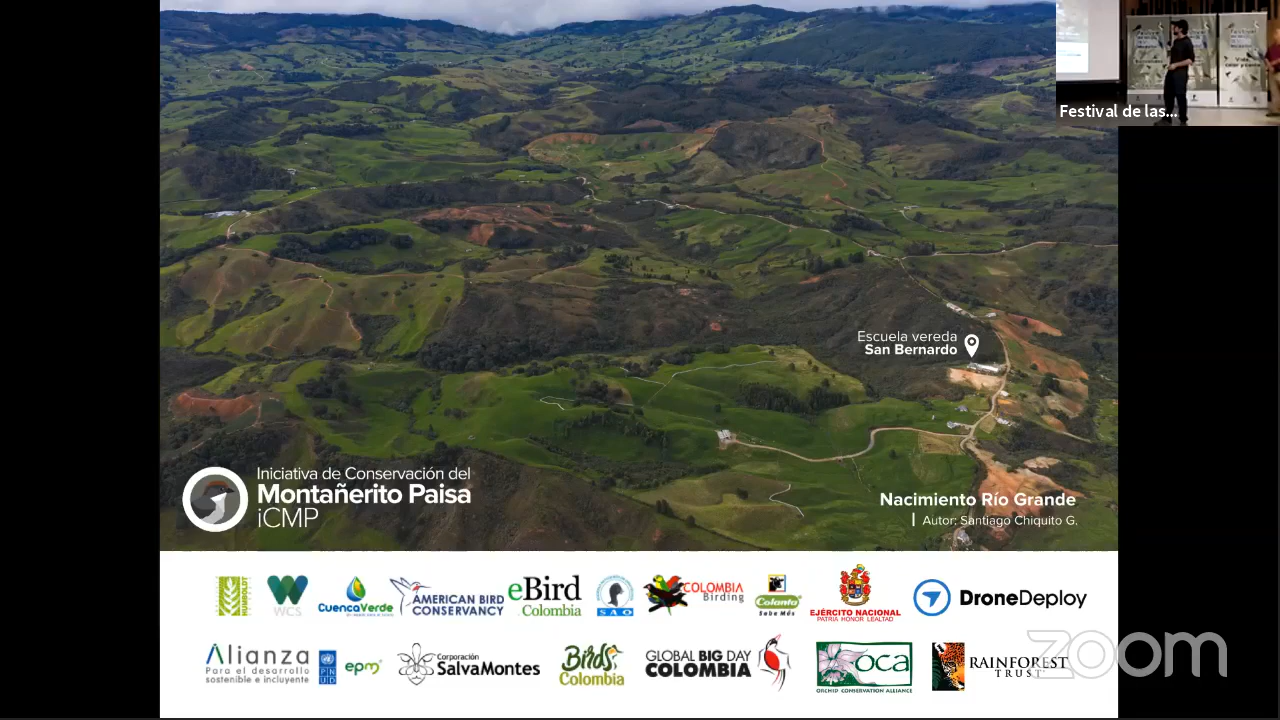 Festival de las...
Escuela vereda
San Bernardo
Iniciativa de Conservación del
Montañerito Paisa
iCMP
Nacimiento Río Grande
Autor: Santiago Chiquito G.
HUMBOLDT
WCS
CuencaVerde
AMERICAN BIRD
CONSERVANCY
eBird
Colombia
SAO
COLOMBIA
Birding
Colanta
Sabe Más
EJÉRCITO NACIONAL
PATRIA HONOR LEALTAD
DroneDeploy
Alianza
Para el desarrollo
sostenible e incluyente
PNUD
epm
Corporación
SalvaMontes
Birds
Colombia
GLOBAL BIG DAY
COLOMBIA
oca
ORCHID CONSERVATION ALLIANCE
RAINFOREST
TRUST
zoom